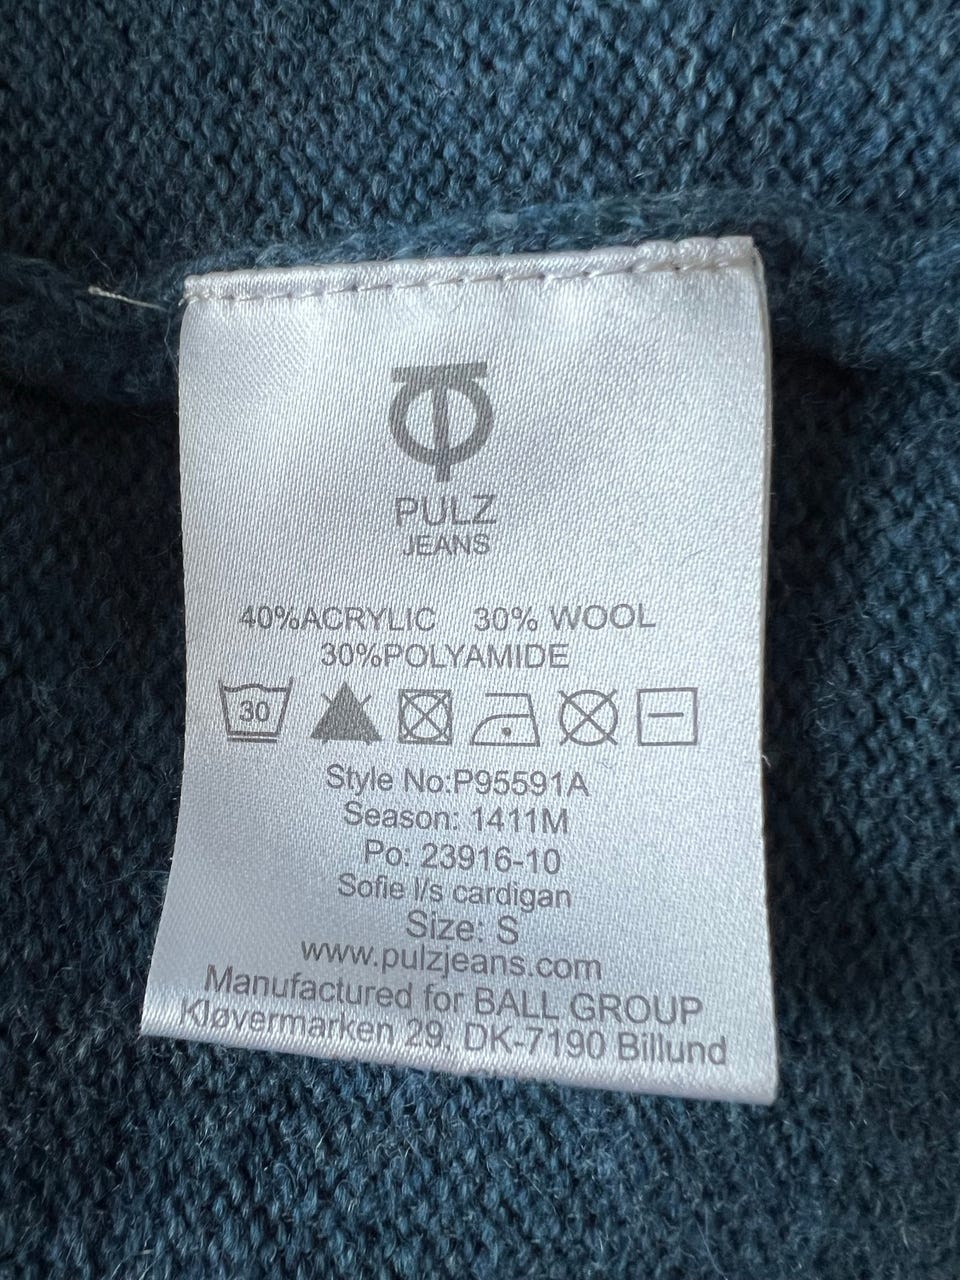 PULZ
JEANS
40%ACRYLIC 30% WOOL
30%POLYAMIDE
30
Style No:P95591A
Season: 1411M
Po: 23916-10
Sofie l/s cardigan
Size: S
www.pulzjeans.com
Manufactured for BALL GROUP
Kløvermarken 29, DK-7190 Billund